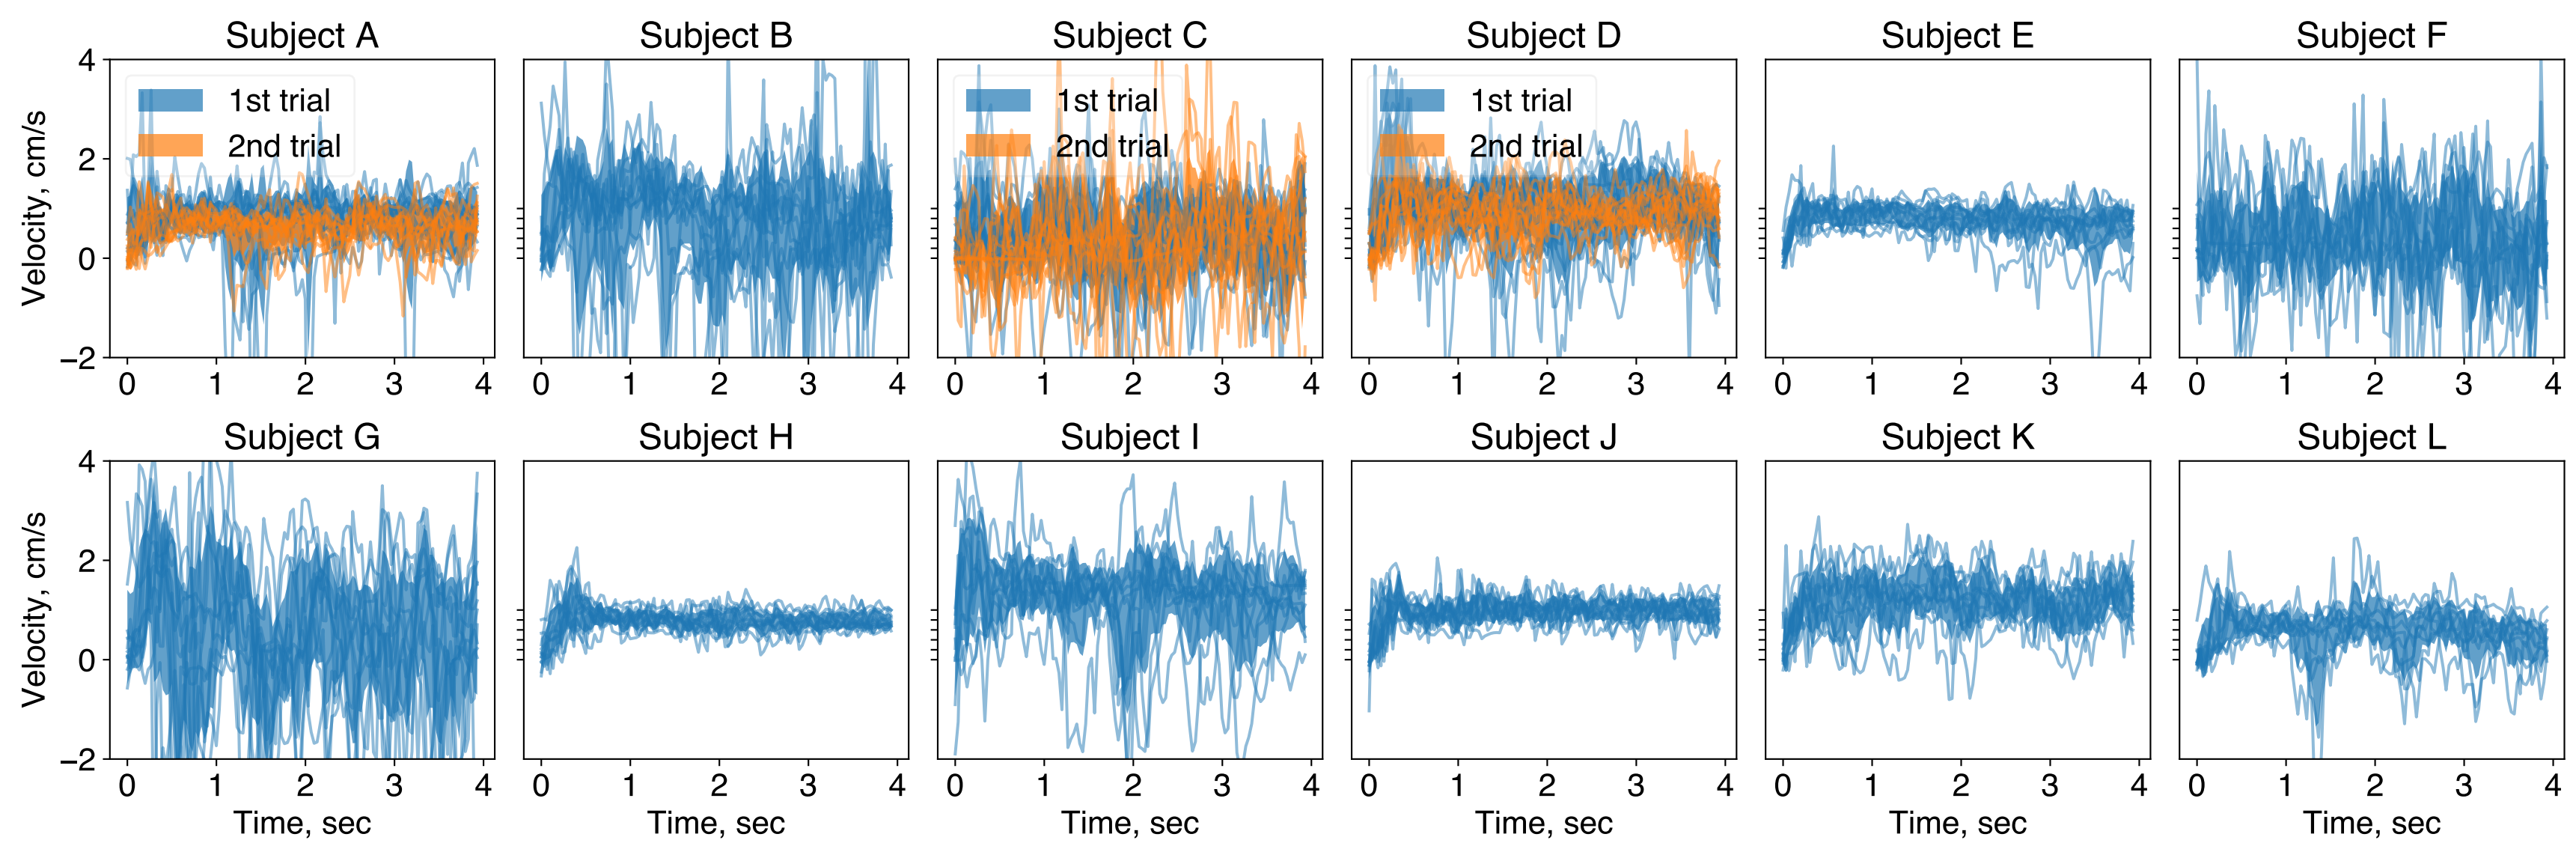 Subject A
Subject B
Subject C
Subject D
Subject E
Subject F
Velocity, cm/s
4
2
0
−2
1st trial
2nd trial
1st trial
2nd trial
1st trial
2nd trial
0 1 2 3 4
0 1 2 3 4
0 1 2 3 4
0 1 2 3 4
0 1 2 3 4
0 1 2 3 4
Subject G
Subject H
Subject I
Subject J
Subject K
Subject L
Velocity, cm/s
4
2
0
−2
0 1 2 3 4
0 1 2 3 4
0 1 2 3 4
0 1 2 3 4
0 1 2 3 4
0 1 2 3 4
Time, sec
Time, sec
Time, sec
Time, sec
Time, sec
Time, sec